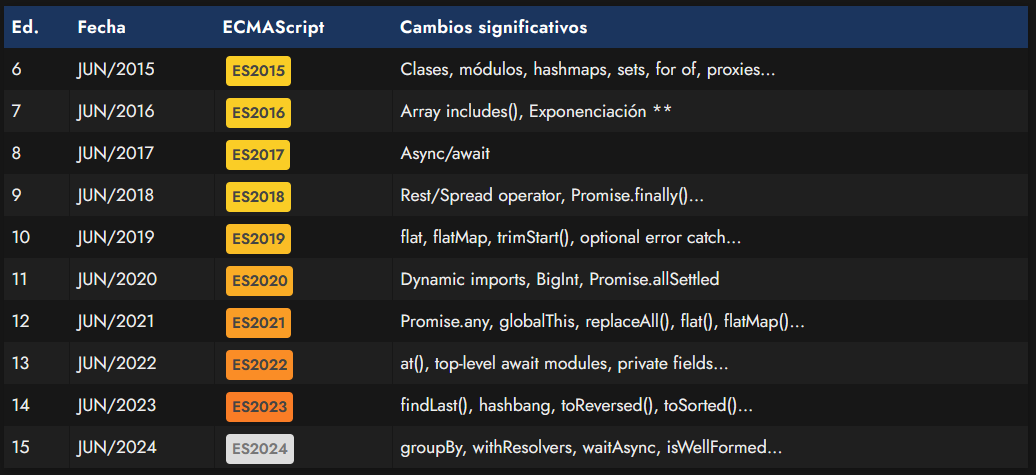 Ed. Fecha ECMAScript Cambios significativos
6 JUN/2015 ES2015 Clases, módulos, hashmaps, sets, for of, proxies...
7 JUN/2016 ES2016 Array includes(), Exponenciación **
8 JUN/2017 ES2017 Async/await
9 JUN/2018 ES2018 Rest/Spread operator, Promise.finally()...
10 JUN/2019 ES2019 flat, flatMap, trimStart(), optional error catch...
11 JUN/2020 ES2020 Dynamic imports, BigInt, Promise.allSettled
12 JUN/2021 ES2021 Promise.any, globalThis, replaceAll(), flat(), flatMap()...
13 JUN/2022 ES2022 at(), top-level await modules, private fields...
14 JUN/2023 ES2023 findLast(), hashbang, toReversed(), toSorted()...
15 JUN/2024 ES2024 groupBy, withResolvers, waitAsync, isWellFormed...